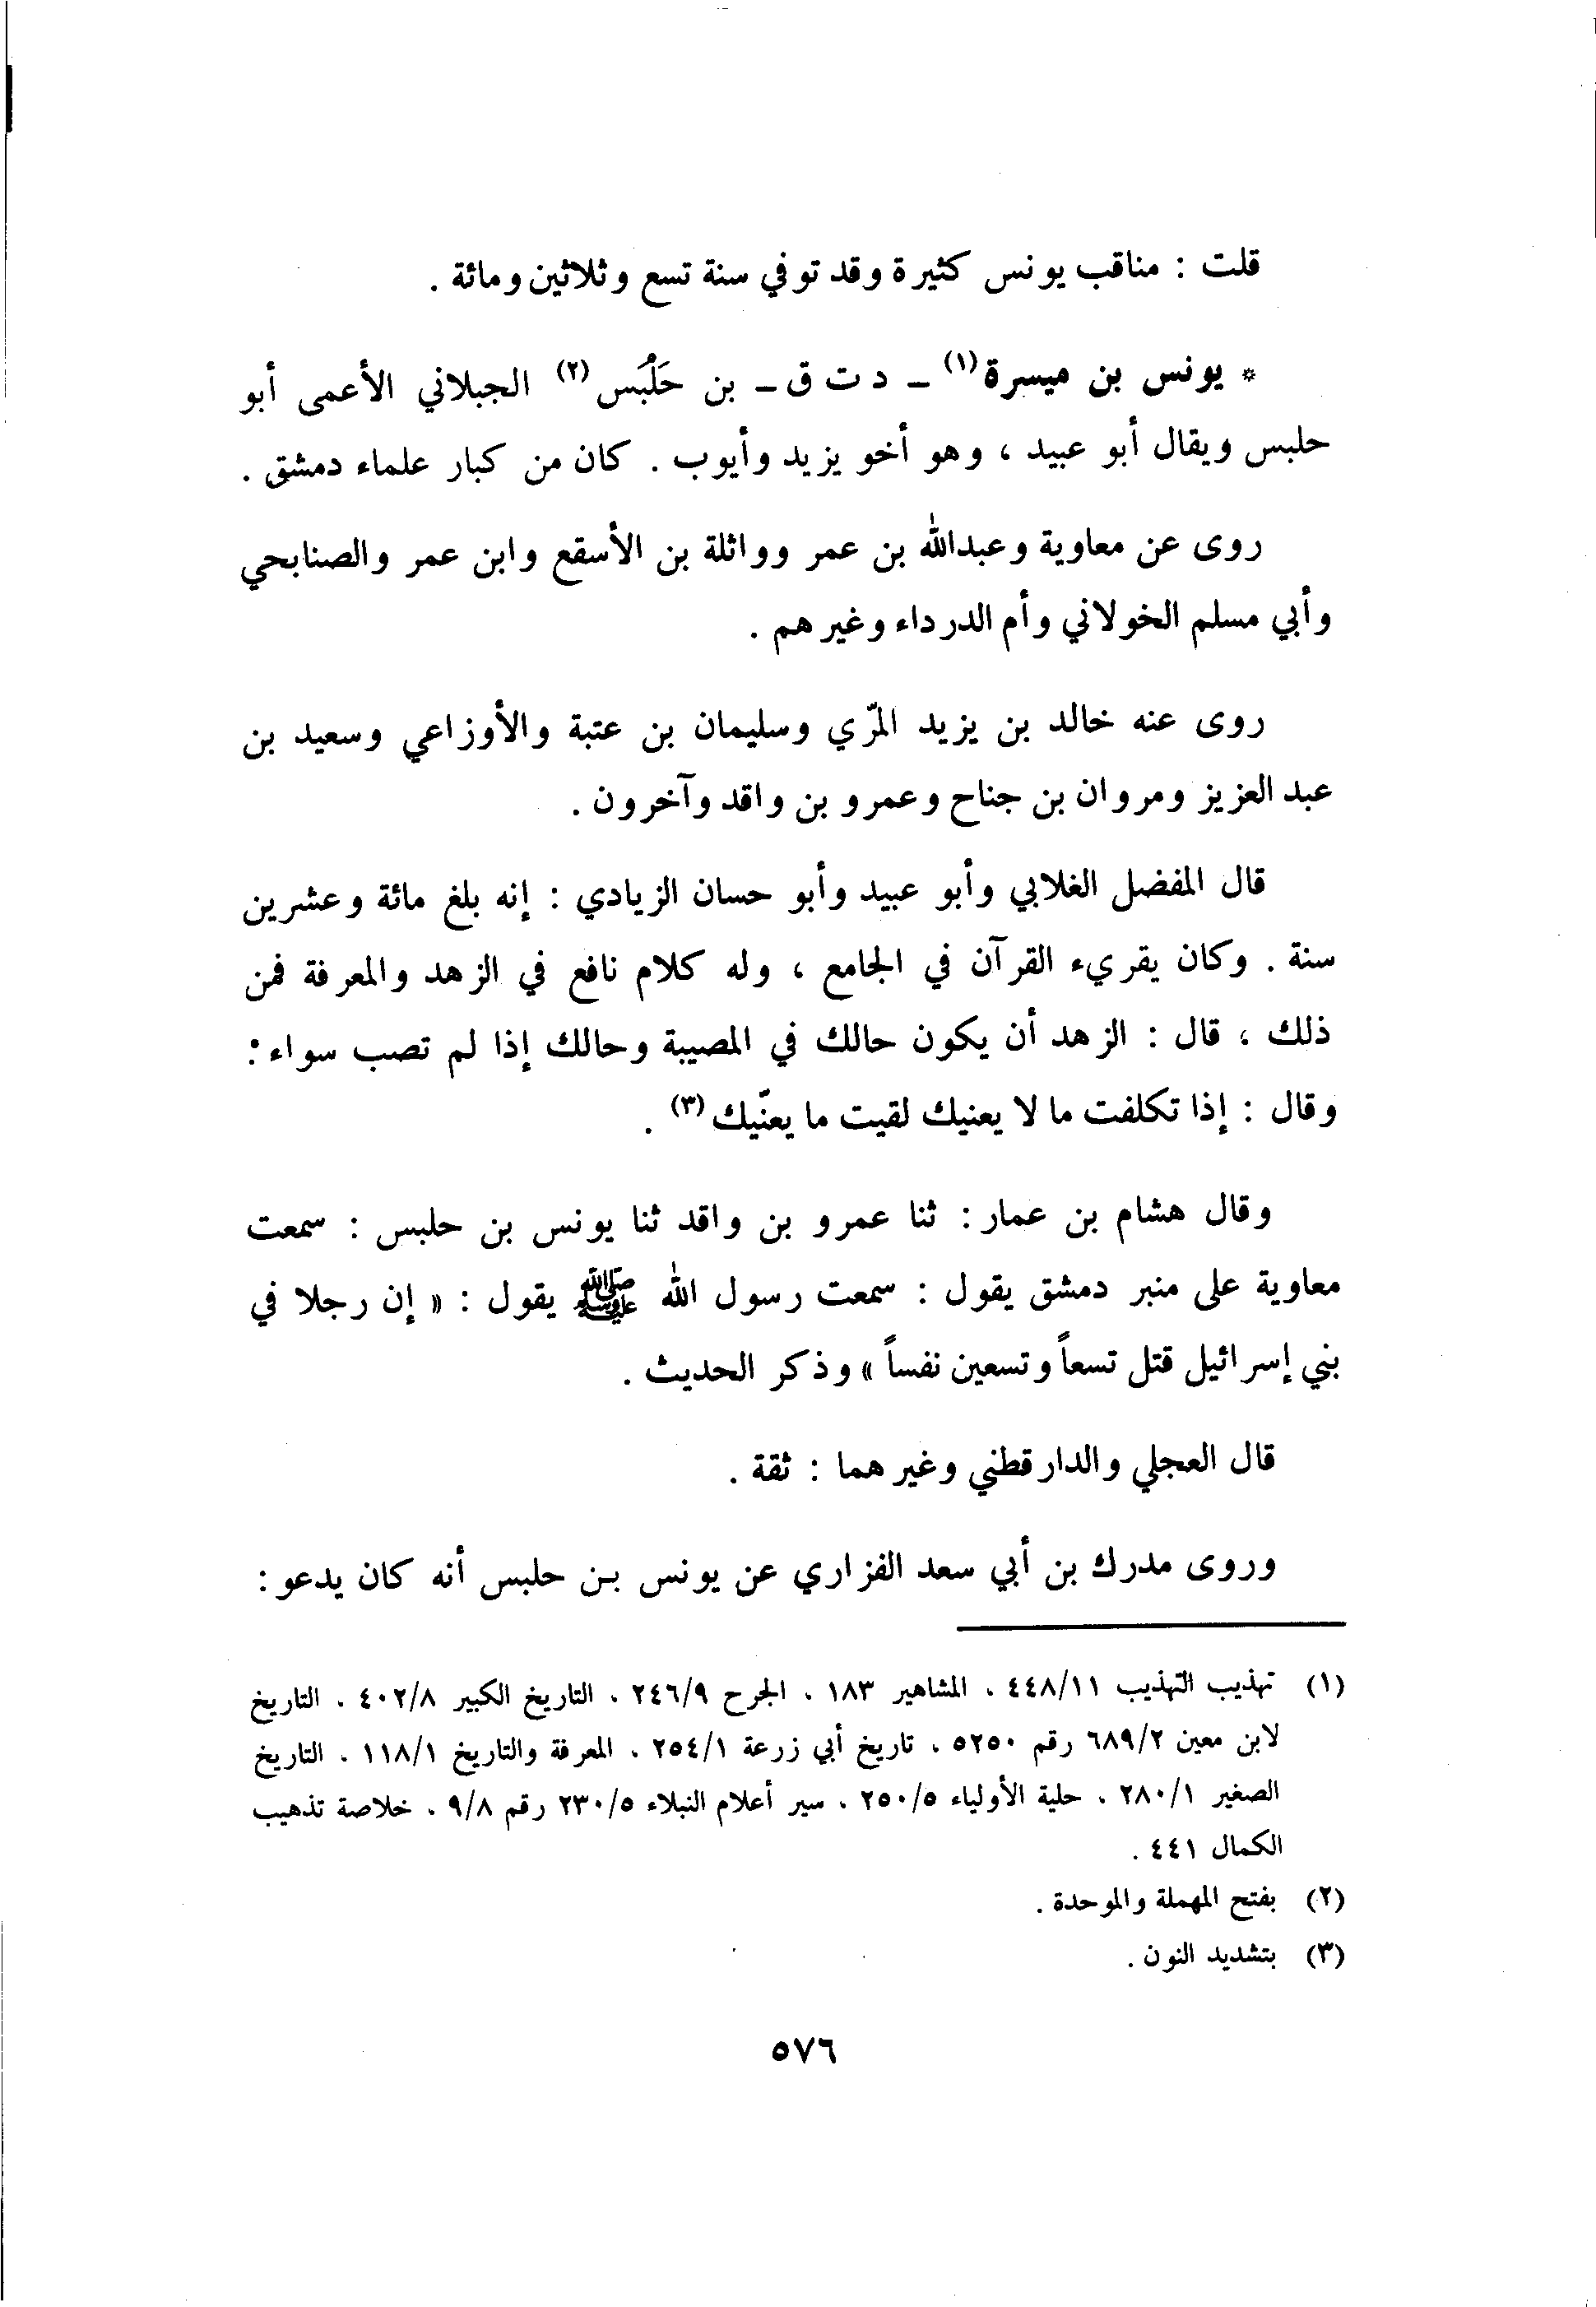 قلت : مناقب يونس كثيرة وقد توفي سنة تسع وثلاثين ومائة .
* يونس بن ميسرة (١) – د ت ق – بن حَلْبَس (٢) الجبلاني الأعمى أبو
حلبس ويقال أبو عبيد ، وهو أخو يزيد وأيوب . كان من كبار علماء دمشق .
روى عن معاوية وعبدالله بن عمر وواثلة بن الأسقع وابن عمر والصنابحي
وأبي مسلم الخولاني وأم الدرداء وغيرهم .
روى عنه خالد بن يزيد المرّي وسليمان بن عتبة والأوزاعي وسعيد بن
عبد العزيز ومروان بن جناح وعمرو بن واقد وآخرون .
قال المفضل الغلابي وأبو عبيد وأبو حسان الزيادي : إنه بلغ مائة وعشرين
سنة . وكان يقريء القرآن في الجامع ، وله كلام نافع في الزهد والمعرفة فمن
ذلك ، قال : الزهد أن يكون حالك في المصيبة وحالك إذا لم تصب سواء :
وقال : إذا تكلفت ما لا يعنيك لقيت ما يعنّيك (٣) .
وقال هشام بن عمار : ثنا عمرو بن واقد ثنا يونس بن حلبس : سمعت
معاوية على منبر دمشق يقول : سمعت رسول الله ﷺ يقول : « إن رجلا في
بني إسرائيل قتل تسعاً وتسعين نفساً » وذكر الحديث .
قال العجلي والدارقطني وغيرهما : ثقة .
وروى مدرك بن أبي سعد الفزاري عن يونس بن حلبس أنه كان يدعو :
(١) تهذيب التهذيب ٤٤٨/١١ ، المشاهير ١٨٣ ، الجرح ٢٤٦/٩ ، التاريخ الكبير ٤٠٢/٨ ، التاريخ
لابن معين ٦٨٩/٢ رقم ٥٢٥٠ ، تاريخ أبي زرعة ٢٥٤/١ ، المعرفة والتاريخ ١١٨/١ ، التاريخ
الصغير ٢٨٠/١ ، حلية الأولياء ٢٥٠/٥ ، سير أعلام النبلاء ٢٣٠/٥ رقم ٩/٨ ، خلاصة تذهيب
الكمال ٤٤١ .
(٢) بفتح المهملة والموحدة .
(٣) بتشديد النون .
٥٧٦